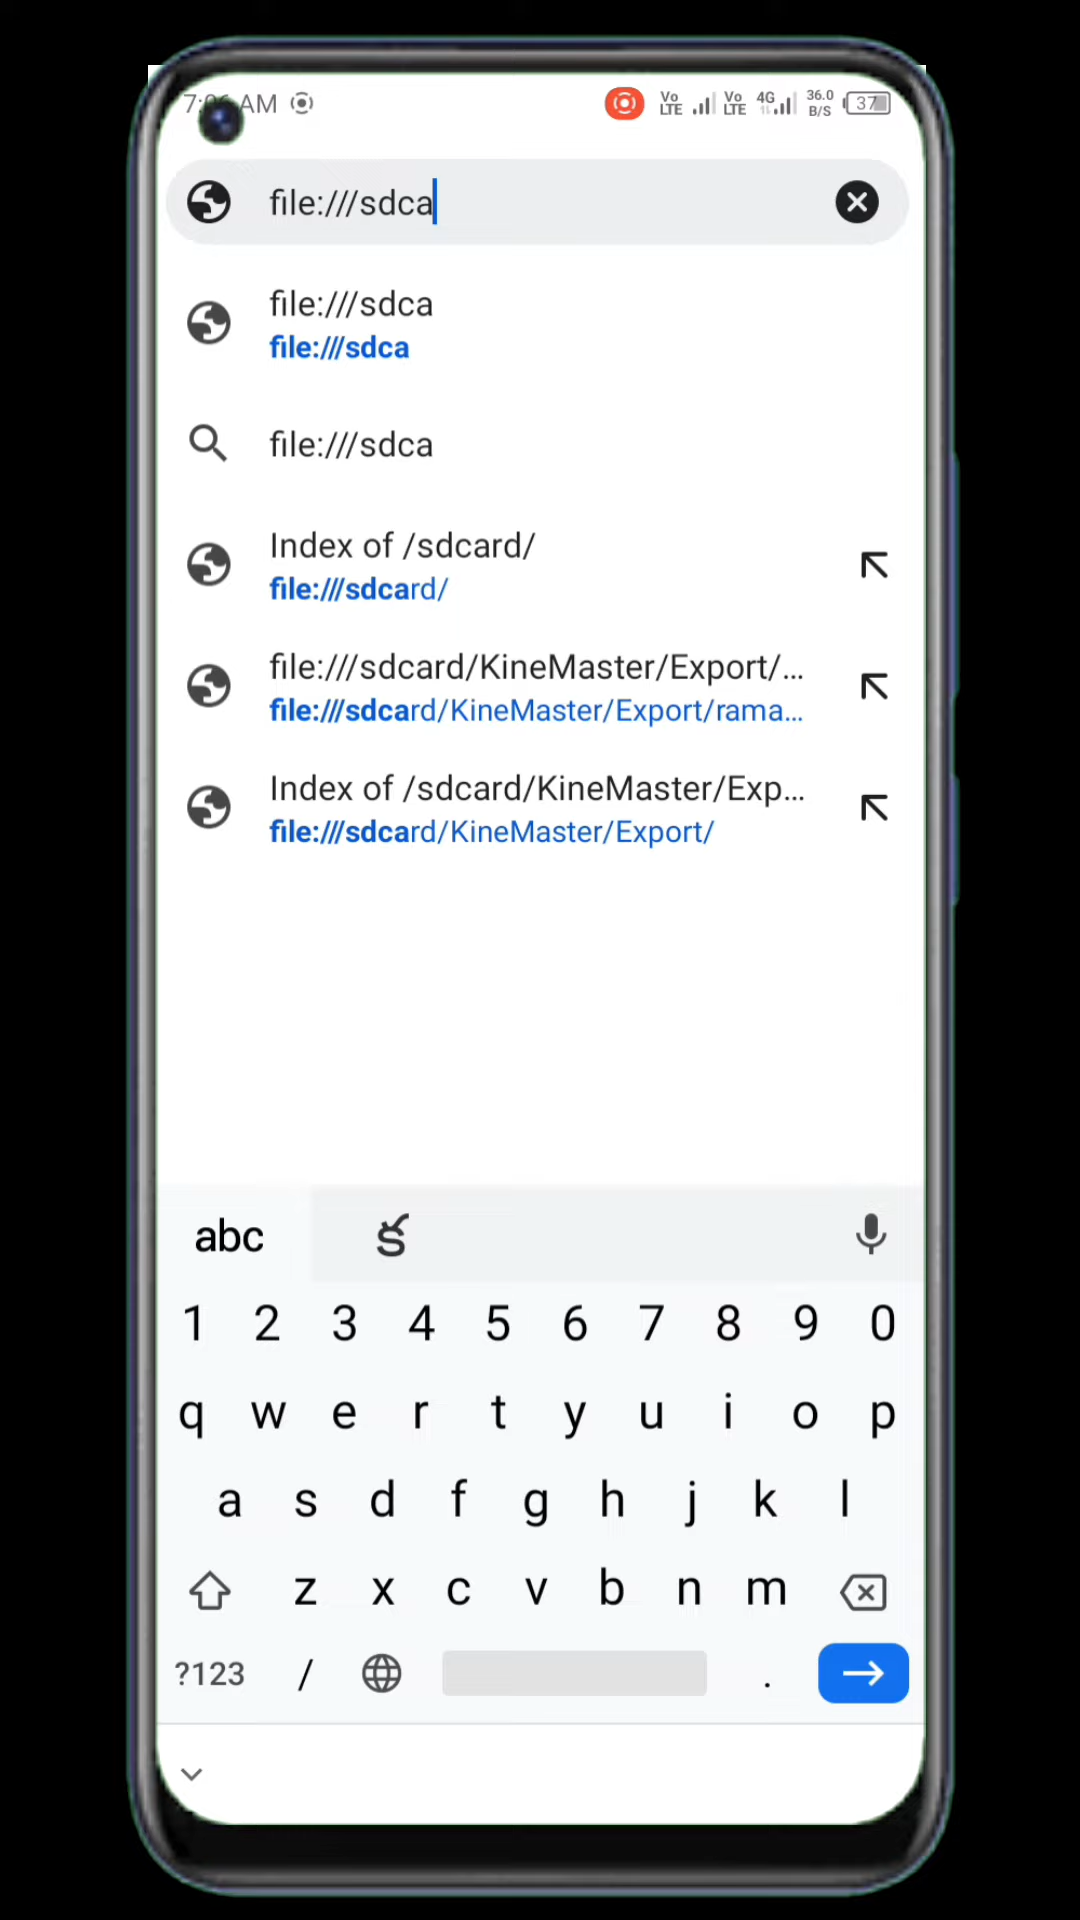 AM
Vo LTE Vo LTE 4G 36.0 B/S 37
file:///sdca
file:///sdca
file:///sdca
file:///sdca
Index of /sdcard/
file:///sdcard/
file:///sdcard/KineMaster/Export/...
file:///sdcard/KineMaster/Export/rama...
Index of /sdcard/KineMaster/Exp...
file:///sdcard/KineMaster/Export/
abc క
1 2 3 4 5 6 7 8 9 0
q w e r t y u i o p
a s d f g h j k l
z x c v b n m
?123 / .